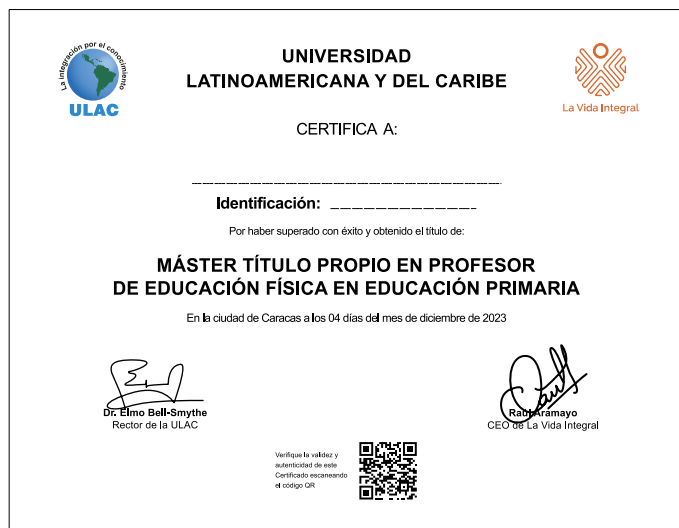 La integración por el conocimiento
ULAC
UNIVERSIDAD
LATINOAMERICANA Y DEL CARIBE
La Vida Integral
CERTIFICA A:
Identificación:
Por haber superado con éxito y obtenido el título de:
MÁSTER TÍTULO PROPIO EN PROFESOR
DE EDUCACIÓN FÍSICA EN EDUCACIÓN PRIMARIA
En la ciudad de Caracas a los 04 días del mes de diciembre de 2023
Dr. Elmo Bell-Smythe
Rector de la ULAC
Raúl Aramayo
CEO de La Vida Integral
Verifique la validez y
autenticidad de este
Certificado escaneando
el código QR